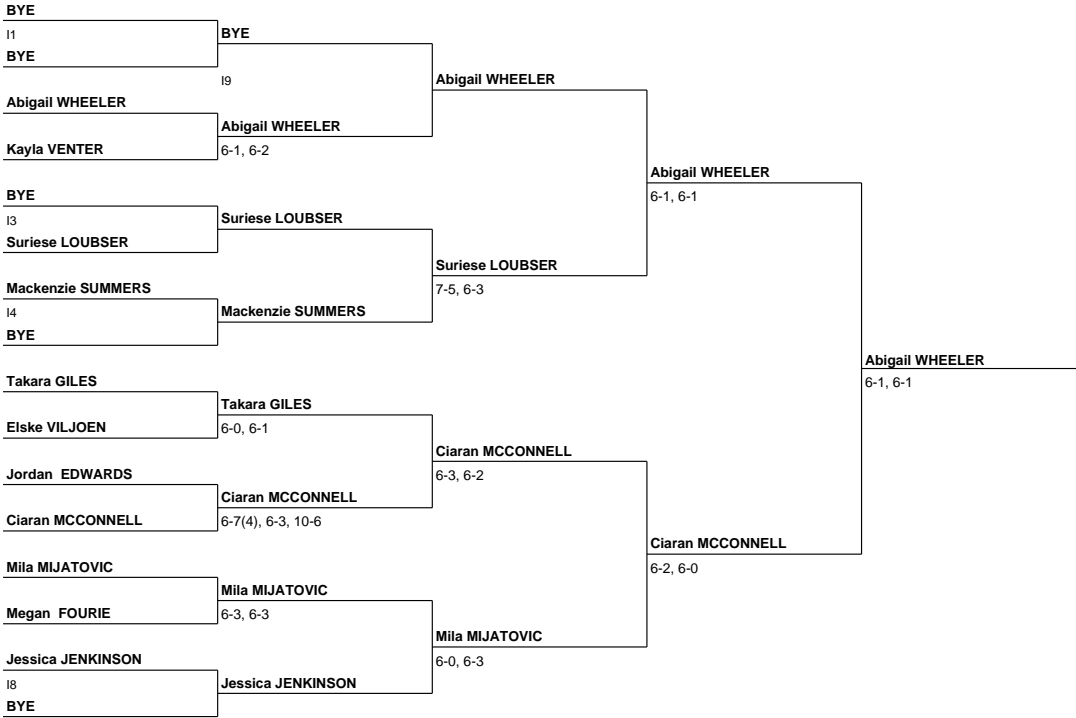 BYE
I1
BYE
BYE
I9
Abigail WHEELER
Abigail WHEELER
Abigail WHEELER
Kayla VENTER
6-1, 6-2
Abigail WHEELER
6-1, 6-1
BYE
I3
Suriese LOUBSER
Suriese LOUBSER
Suriese LOUBSER
7-5, 6-3
Mackenzie SUMMERS
I4
Mackenzie SUMMERS
BYE
Abigail WHEELER
6-1, 6-1
Takara GILES
Takara GILES
Elske VILJOEN
6-0, 6-1
Ciaran MCCONNELL
6-3, 6-2
Jordan  EDWARDS
Ciaran MCCONNELL
Ciaran MCCONNELL
6-7(4), 6-3, 10-6
Ciaran MCCONNELL
6-2, 6-0
Mila MIJATOVIC
Mila MIJATOVIC
Megan  FOURIE
6-3, 6-3
Mila MIJATOVIC
6-0, 6-3
Jessica JENKINSON
I8
Jessica JENKINSON
BYE